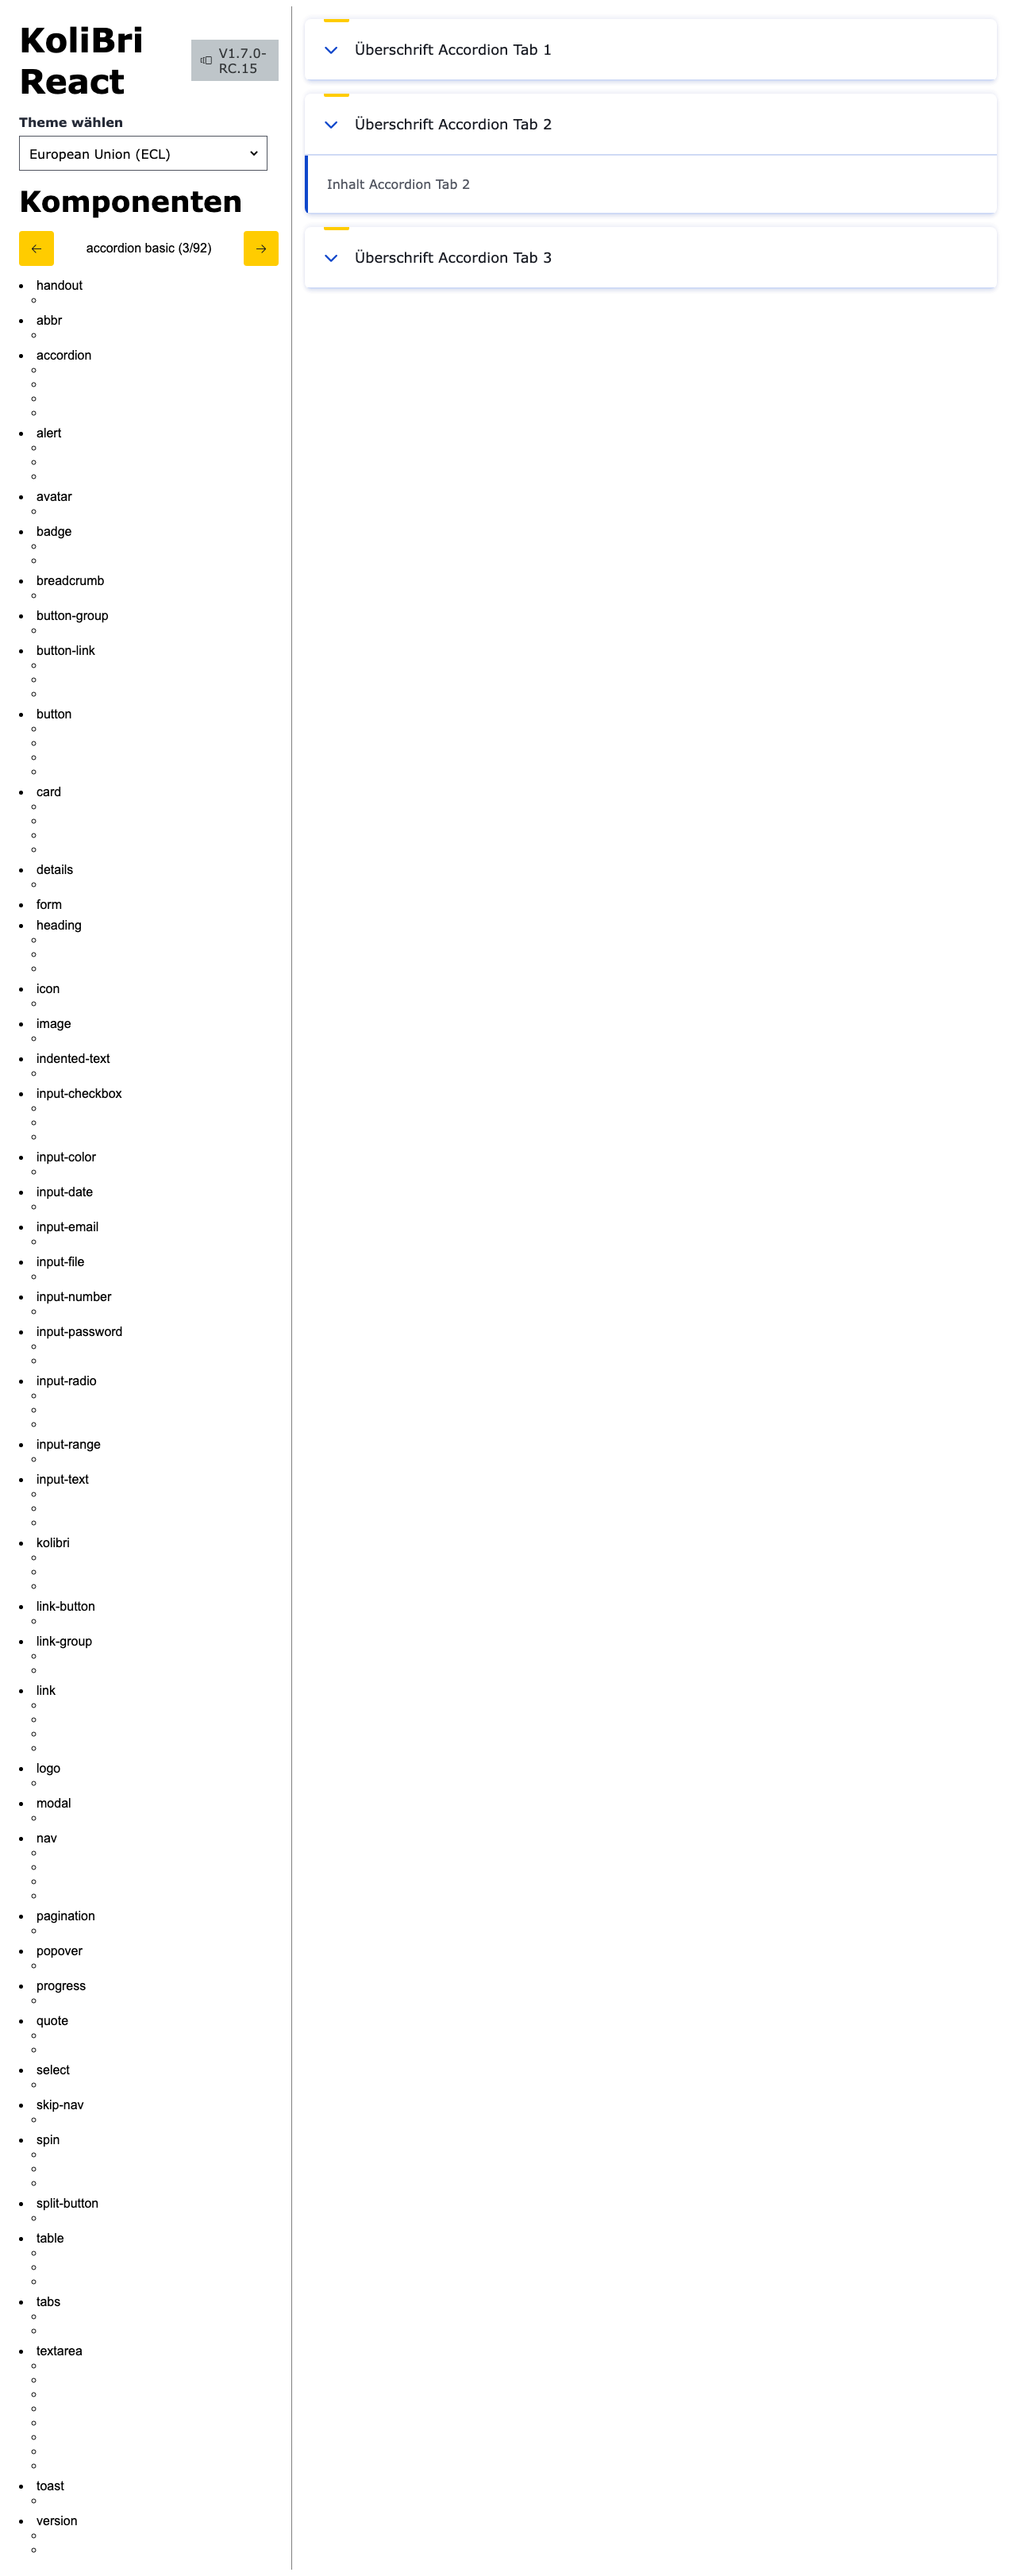 KoliBri
React
V1.7.0-
RC.15
Theme wählen
European Union (ECL)
Komponenten
accordion basic (3/92)
handout
abbr
accordion
alert
avatar
badge
breadcrumb
button-group
button-link
button
card
details
form
heading
icon
image
indented-text
input-checkbox
input-color
input-date
input-email
input-file
input-number
input-password
input-radio
input-range
input-text
kolibri
link-button
link-group
link
logo
modal
nav
pagination
popover
progress
quote
select
skip-nav
spin
split-button
table
tabs
textarea
toast
version
Überschrift Accordion Tab 1
Überschrift Accordion Tab 2
Inhalt Accordion Tab 2
Überschrift Accordion Tab 3